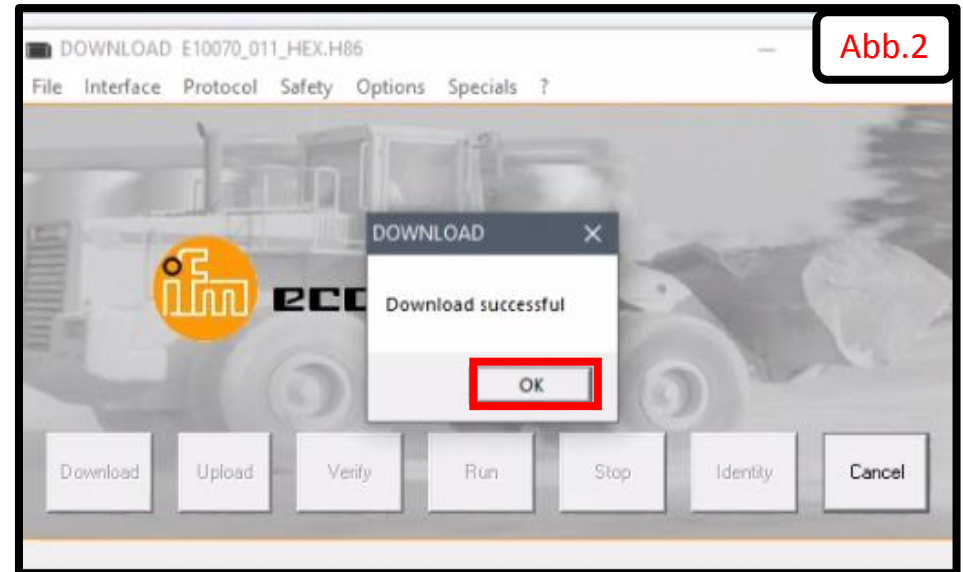 Abb.2
DOWNLOAD E10070_011_HEX.H86
File Interface Protocol Safety Options Specials ?
DOWNLOAD
ifm
Download successful
OK
Download Upload Verify Run Stop Identity Cancel